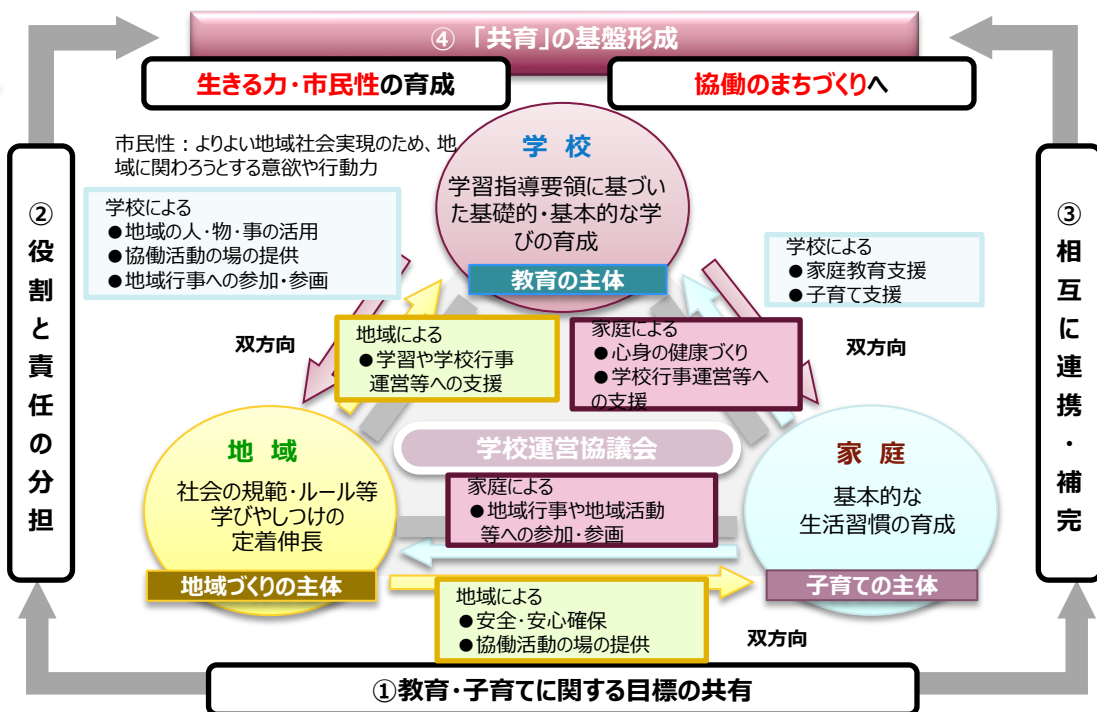 ④ 「共育」の基盤形成
生きる力・市民性の育成
協働のまちづくりへ
市民性：よりよい地域社会実現のため、地
域に関わろうとする意欲や行動力
学 校
学習指導要領に基づい
た基礎的・基本的な学
びの育成
教育の主体
学校による
●地域の人・物・事の活用
●協働活動の場の提供
●地域行事への参加・参画
学校による
●家庭教育支援
●子育て支援
②役割と責任の分担
③相互に連携・補完
双方向
地域による
●学習や学校行事
運営等への支援
家庭による
●心身の健康づくり
●学校行事運営等へ
の支援
双方向
地 域
社会の規範・ルール等
学びやしつけの
定着伸長
地域づくりの主体
学校運営協議会
家庭による
●地域行事や地域活動
等への参加・参画
家 庭
基本的な
生活習慣の育成
子育ての主体
地域による
●安全・安心確保
●協働活動の場の提供
双方向
①教育・子育てに関する目標の共有